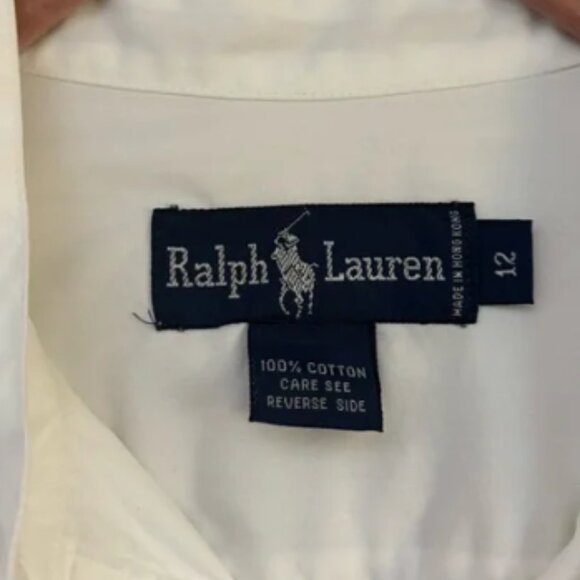 Ralph Lauren
MADE IN HONG KONG
12
100% COTTON
CARE SEE
REVERSE SIDE